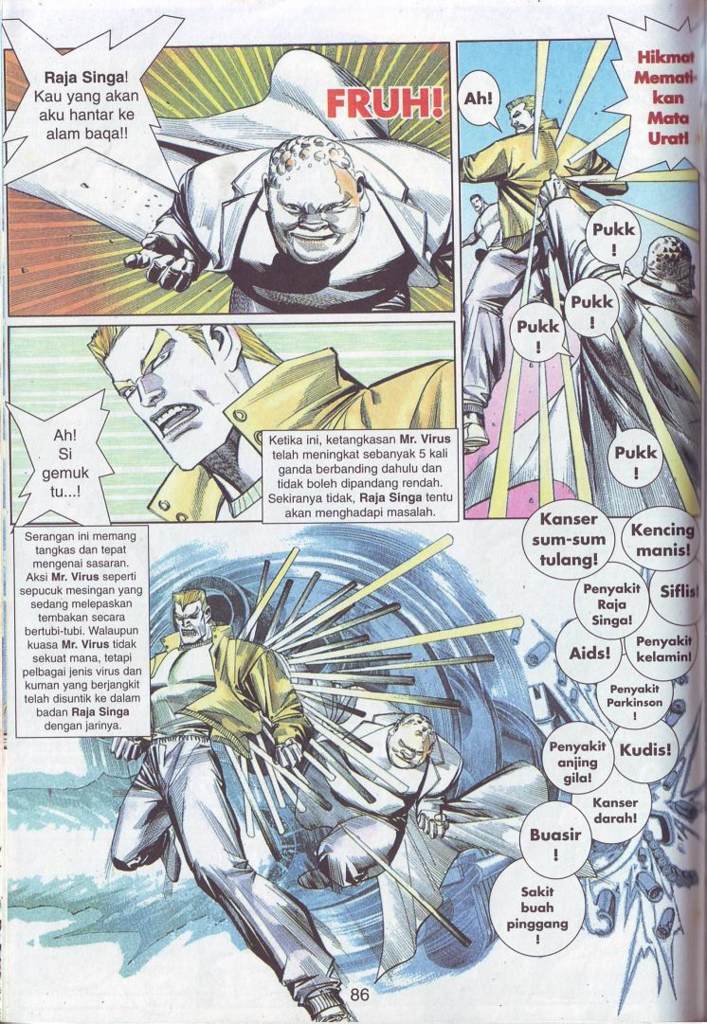 Raja Singa!
Kau yang akan
aku hantar ke
alam baqa!!
FRUH!
Ah!
Hikmat
Memati-
kan
Mata
Urat!
Pukk
!
Pukk
!
Pukk
!
Pukk
!
Ah!
Si
gemuk
tu...!
Ketika ini, ketangkasan Mr. Virus
telah meningkat sebanyak 5 kali
ganda berbanding dahulu dan
tidak boleh dipandang rendah.
Sekiranya tidak, Raja Singa tentu
akan menghadapi masalah.
Serangan ini memang
tangkas dan tepat
mengenai sasaran.
Aksi Mr. Virus seperti
sepucuk mesingan yang
sedang melepaskan
tembakan secara
bertubi-tubi. Walaupun
kuasa Mr. Virus tidak
sekuat mana, tetapi
pelbagai jenis virus dan
kuman yang berjangkit
telah disuntik ke dalam
badan Raja Singa
dengan jarinya.
Kanser
sum-sum
tulang!
Kencing
manis!
Penyakit
Raja
Singa!
Siflis!
Aids!
Penyakit
kelamin!
Penyakit
Parkinson
!
Penyakit
anjing
gila!
Kudis!
Kanser
darah!
Buasir
!
Sakit
buah
pinggang
!
86